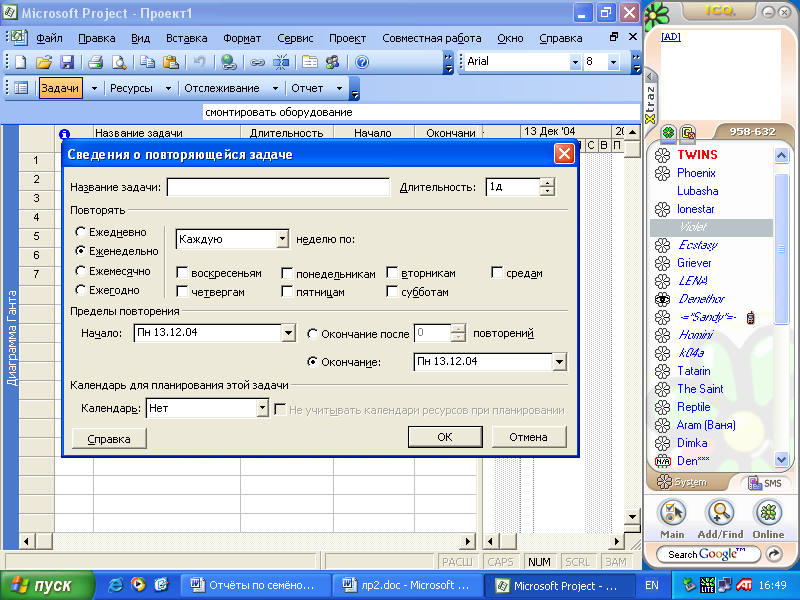 Microsoft Project - Проект1
Файл Правка Вид Вставка Формат Сервис Проект Совместная работа Окно Справка
Arial 8
Задачи Ресурсы Отслеживание Отчет
смонтировать оборудование
Название задачи Длительность Начало Окончани 13 Дек '04 20
С В П
1
2
3
4
5
6
7
Диаграмма Ганта
Сведения о повторяющейся задаче
Название задачи: Длительность: 1д
Повторять
Ежедневно
Еженедельно
Ежемесячно
Ежегодно
Каждую неделю по:
воскресеньям понедельникам вторникам средам
четвергам пятницам субботам
Пределы повторения
Начало: Пн 13.12.04 Окончание после 0 повторений
Окончание: Пн 13.12.04
Календарь для планирования этой задачи
Календарь: Нет Не учитывать календари ресурсов при планировании
Справка ОК Отмена
РАСШ CAPS NUM SCRL ЗАМ
ICQ
[AD]
xtraz
958-632
TWINS
Phoenix
Lubasha
lonestar
Violet
Ecstasy
Griever
LENA
Denethor
-="Sandy"=-
Homini
k04a
Tatarin
The Saint
Reptile
Aram (Ваня)
Dimka
N/A Den***
System SMS
Main Add/Find Online
Search Google™
пуск Отчёты по семёно... лр2.doc - Microsoft ... Microsoft Project - ... EN LITE 16:49